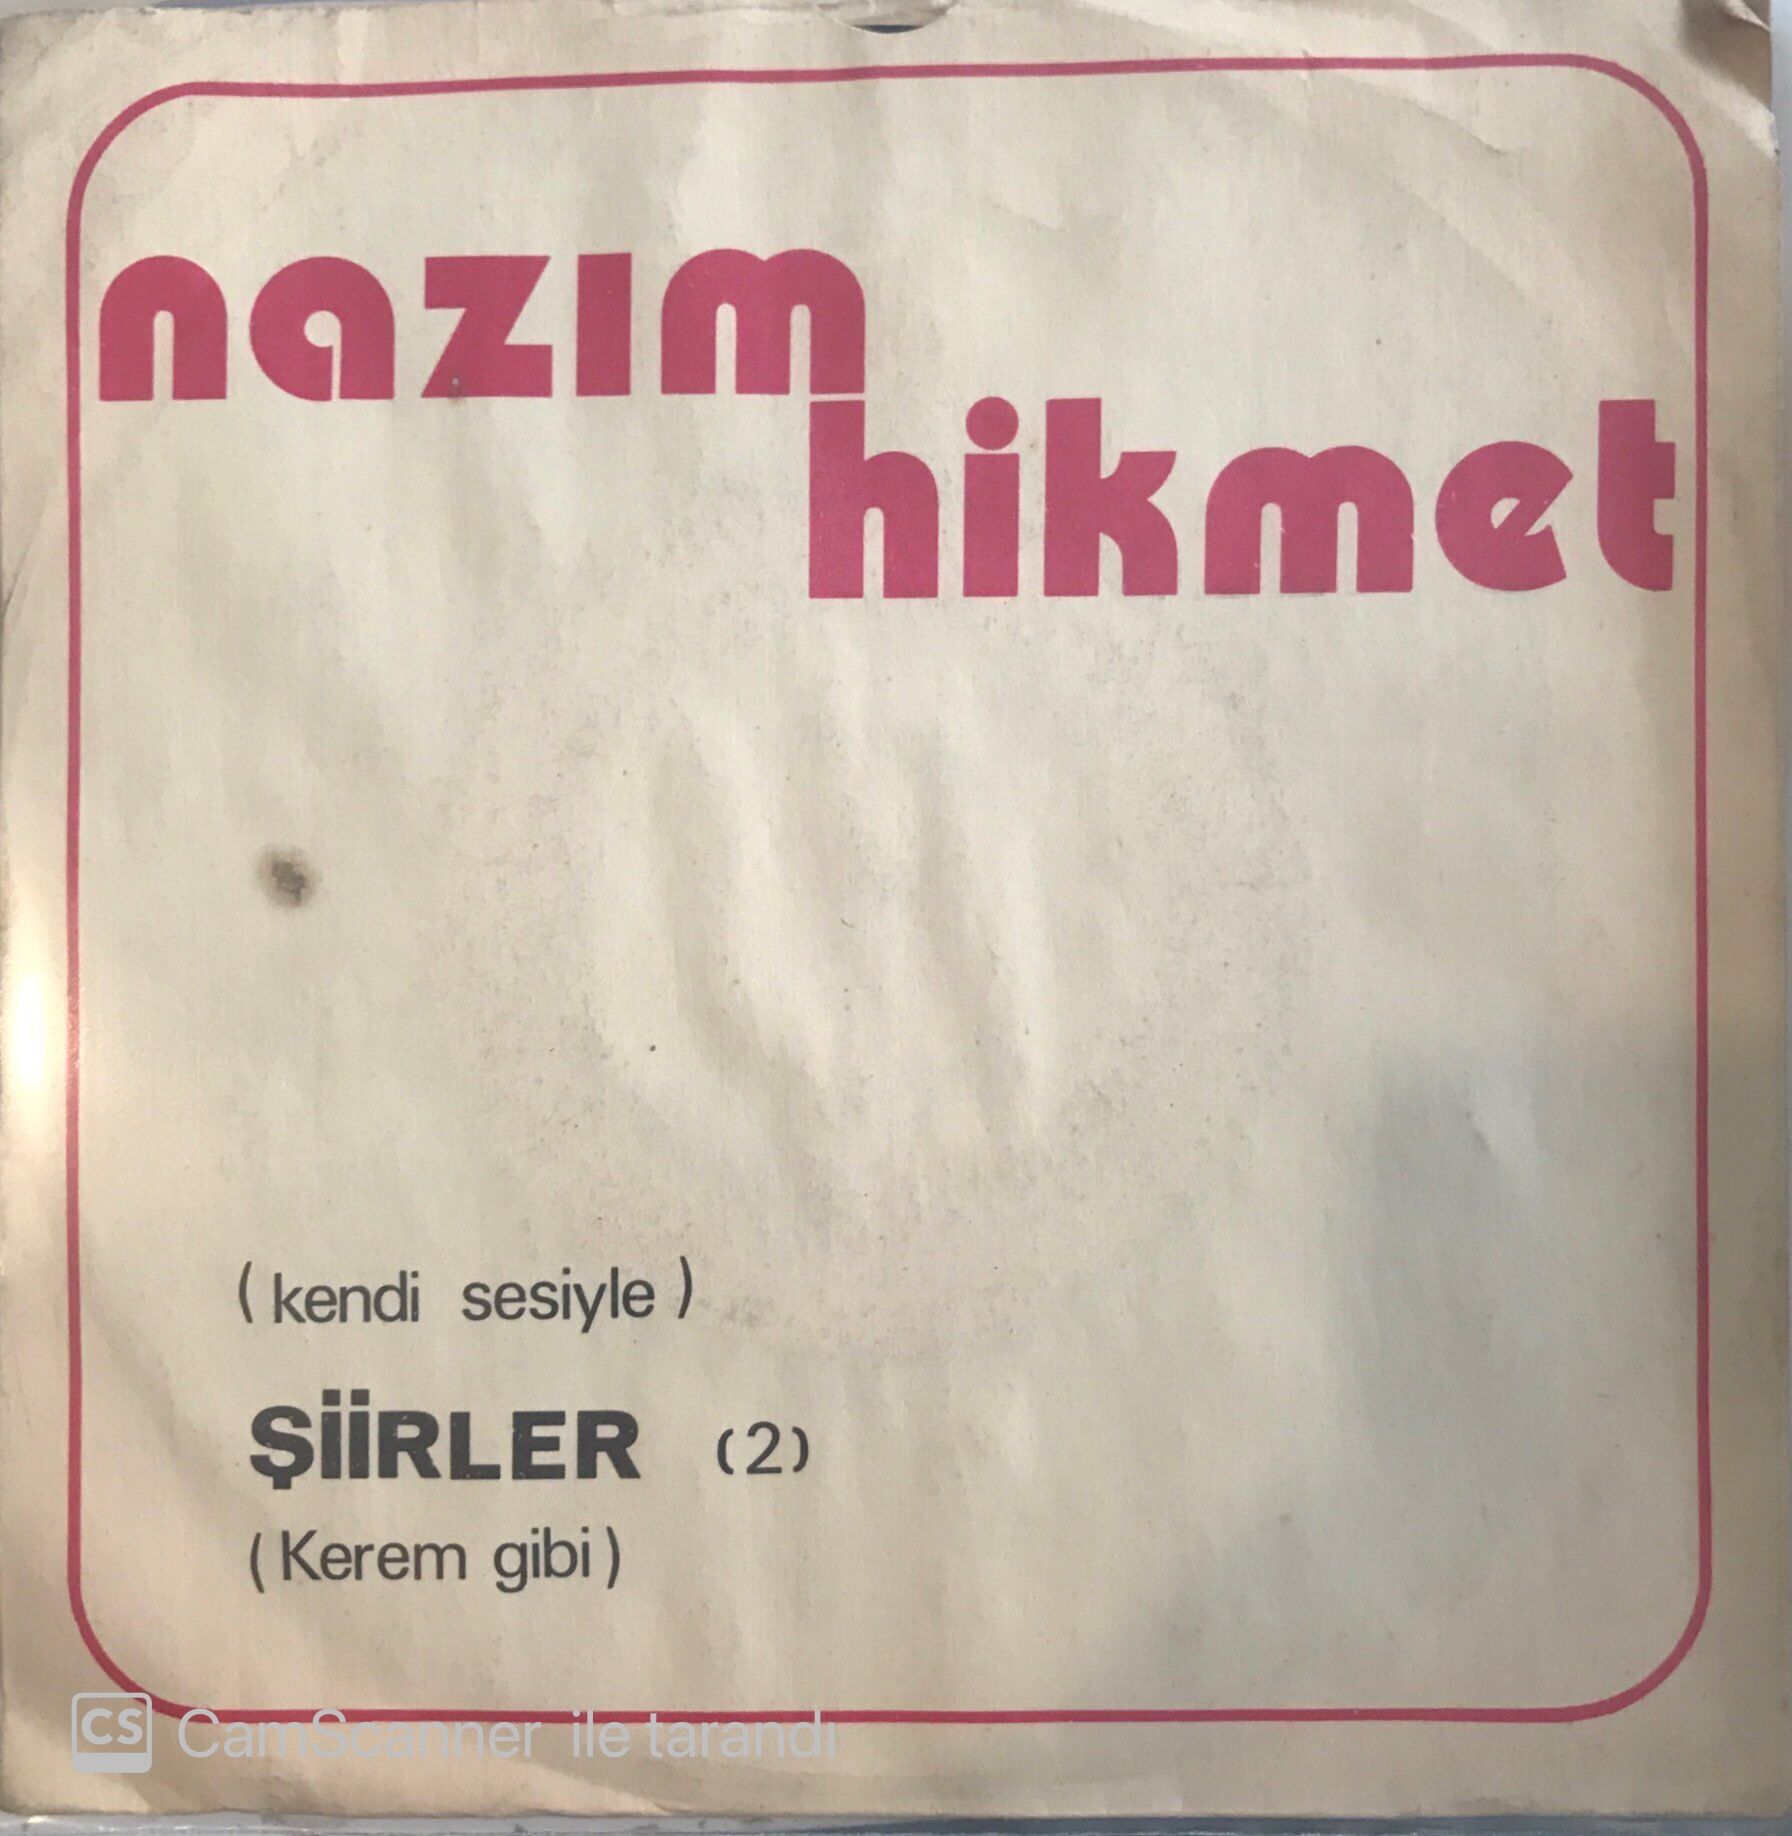 nazım
hikmet
(kendi sesiyle)
ŞİİRLER (2)
(Kerem gibi)
CS CamScanner ile tarandı